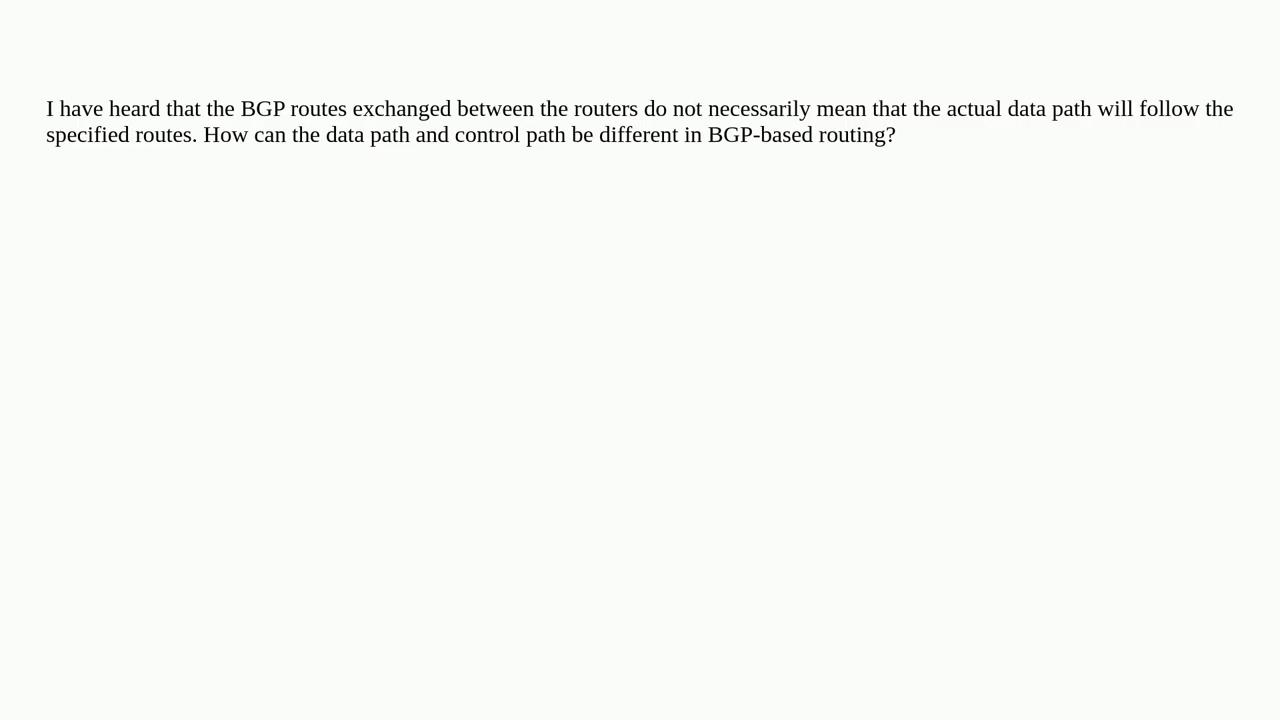 I have heard that the BGP routes exchanged between the routers do not necessarily mean that the actual data path will follow the
specified routes. How can the data path and control path be different in BGP-based routing?